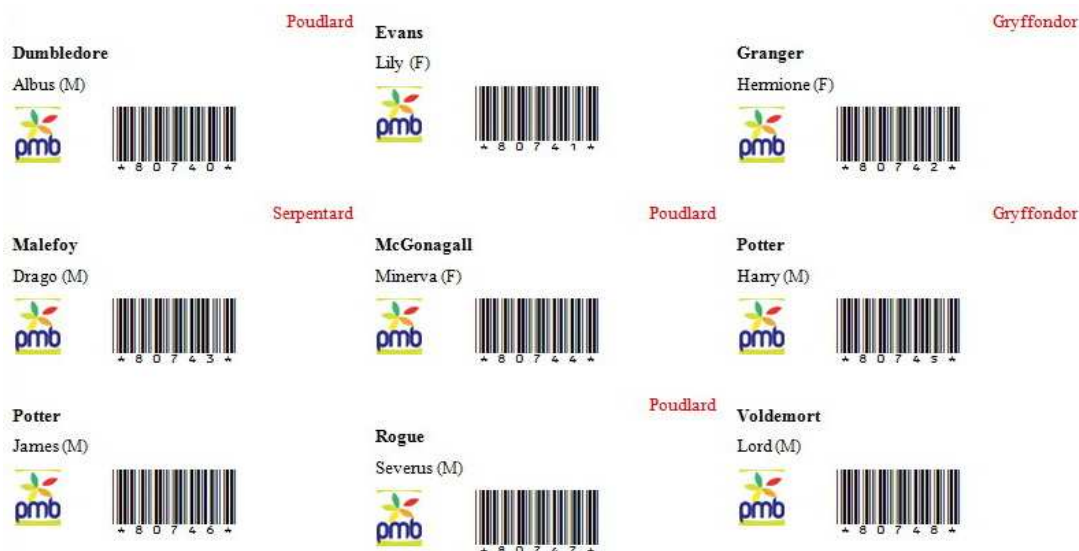 Poudlard
Dumbledore
Albus (M)
pmb
*80740*
Evans
Lily (F)
pmb
*80741*
Gryffondor
Granger
Hermione (F)
pmb
*80742*
Serpentard
Malefoy
Drago (M)
pmb
*80743*
Poudlard
McGonagall
Minerva (F)
pmb
*80744*
Gryffondor
Potter
Harry (M)
pmb
*80745*
Potter
James (M)
pmb
*80746*
Poudlard
Rogue
Severus (M)
pmb
*80747*
Voldemort
Lord (M)
pmb
*80748*